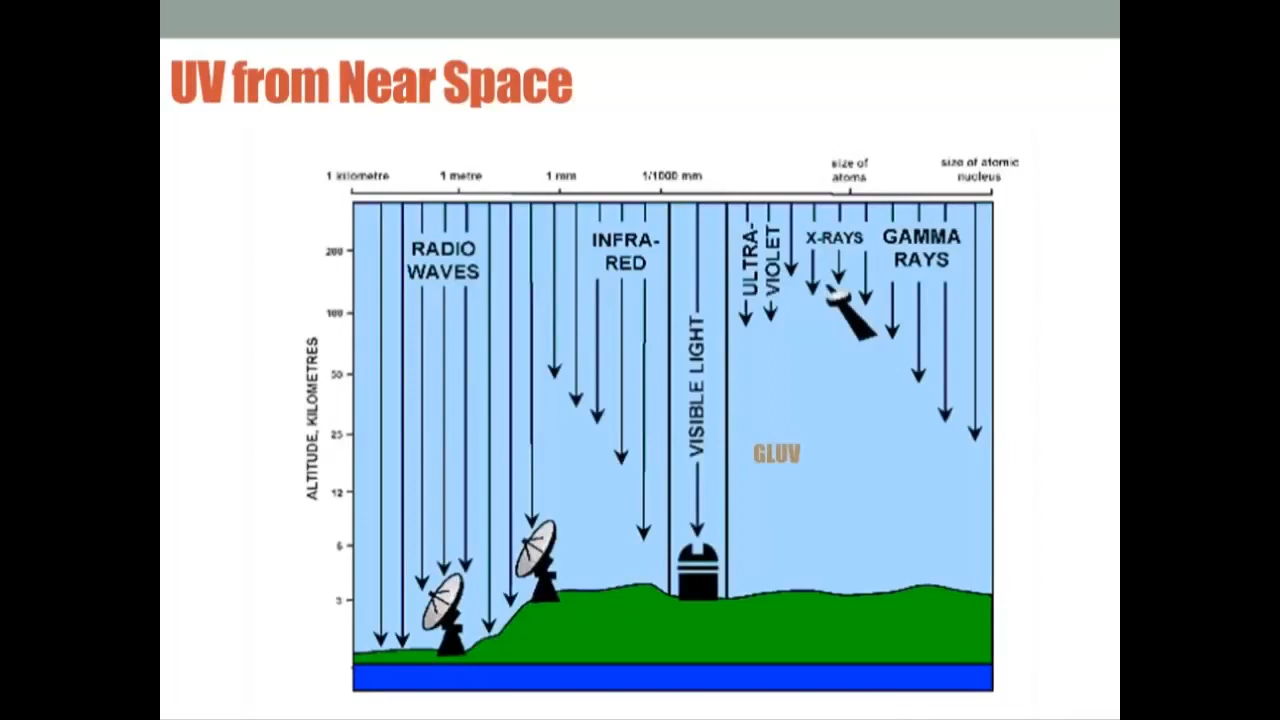 UV from Near Space
size of
atoms
size of atomic
nucleus
1 kilometre
1 metre
1 mm
1/1000 mm
RADIO
WAVES
INFRA-
RED
VISIBLE LIGHT
ULTRA-
VIOLET
X-RAYS
GAMMA
RAYS
GLUV
ALTITUDE, KILOMETRES
200
100
50
25
12
6
3